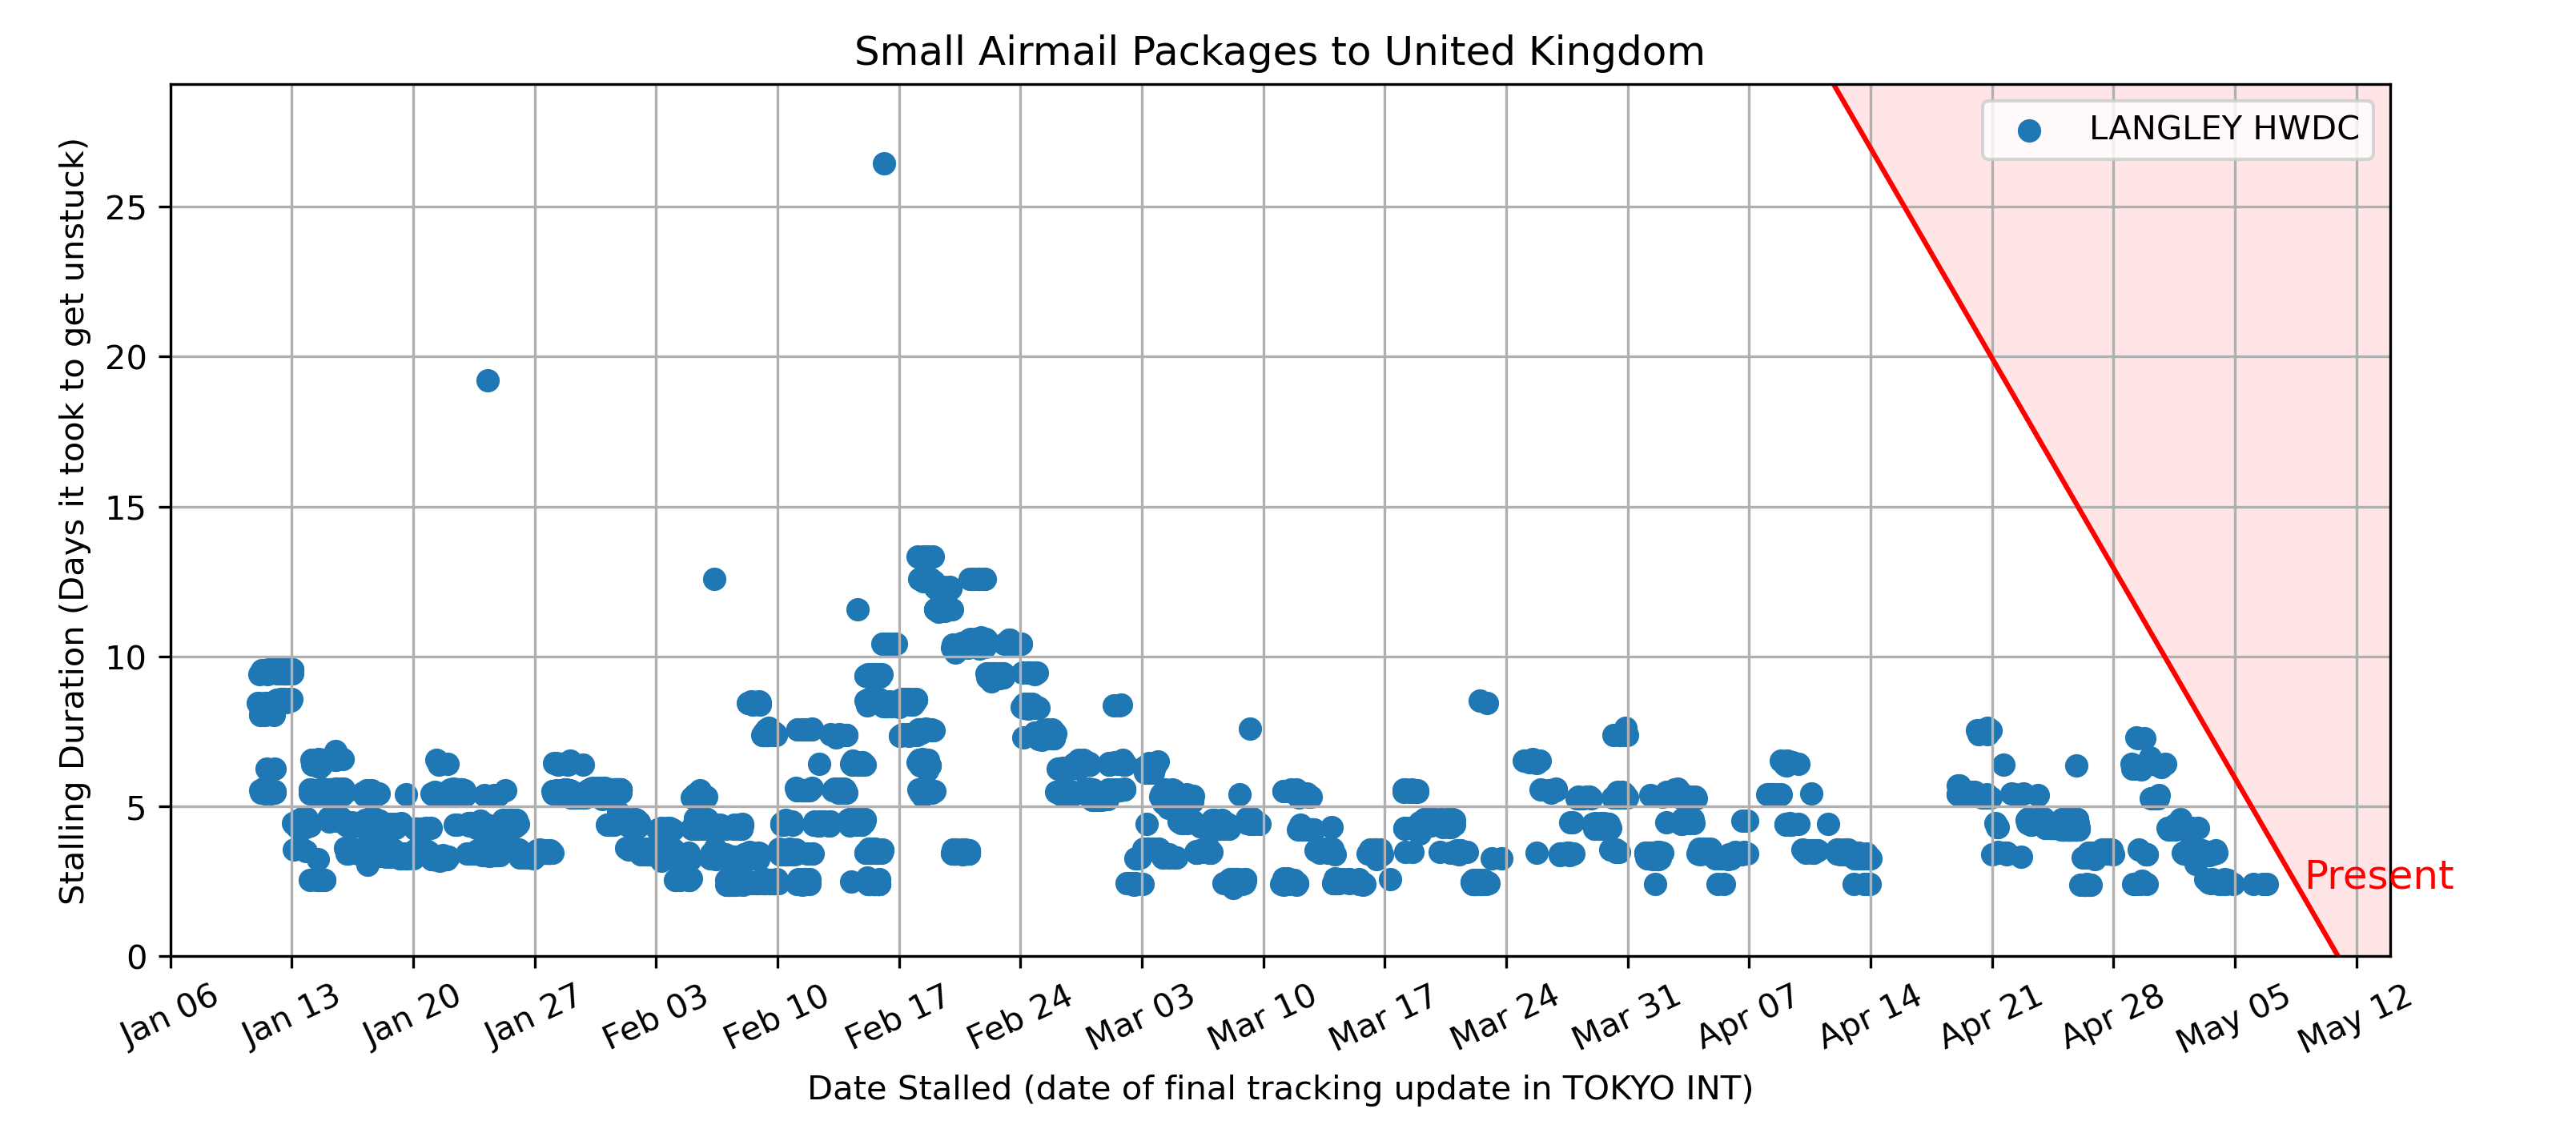 Small Airmail Packages to United Kingdom
LANGLEY HWDC
Stalling Duration (Days it took to get unstuck)
25
20
15
10
5
0
Present
Jan 06
Jan 13
Jan 20
Jan 27
Feb 03
Feb 10
Feb 17
Feb 24
Mar 03
Mar 10
Mar 17
Mar 24
Mar 31
Apr 07
Apr 14
Apr 21
Apr 28
May 05
May 12
Date Stalled (date of final tracking update in TOKYO INT)